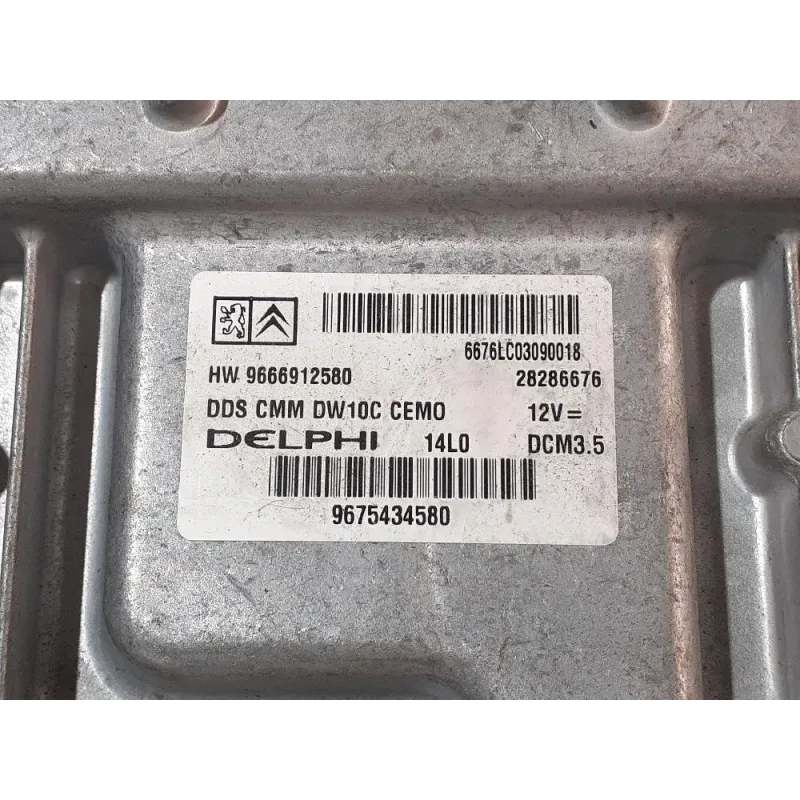 6676LC03090018
HW 9666912580 28286676
DDS CMM DW10C CEMO 12V =
DELPHI 14L0 DCM3.5
9675434580